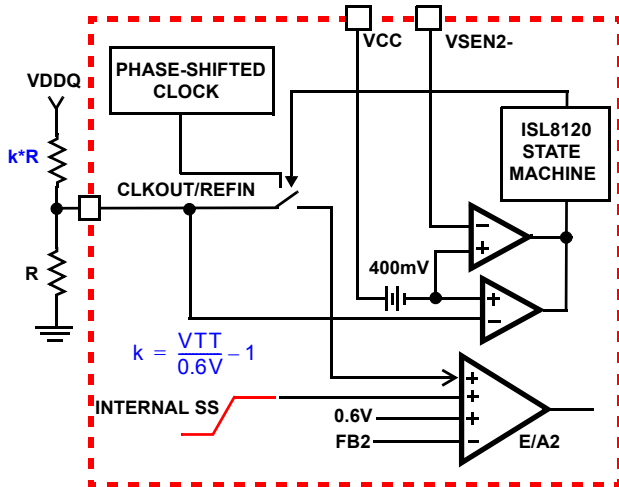 VCC
VSEN2-
PHASE-SHIFTED
CLOCK
VDDQ
ISL8120
STATE
MACHINE
k*R
CLKOUT/REFIN
−
+
400mV
R
+
−
k = VTT/0.6V − 1
+
INTERNAL SS
+
0.6V
+
FB2
−
E/A2